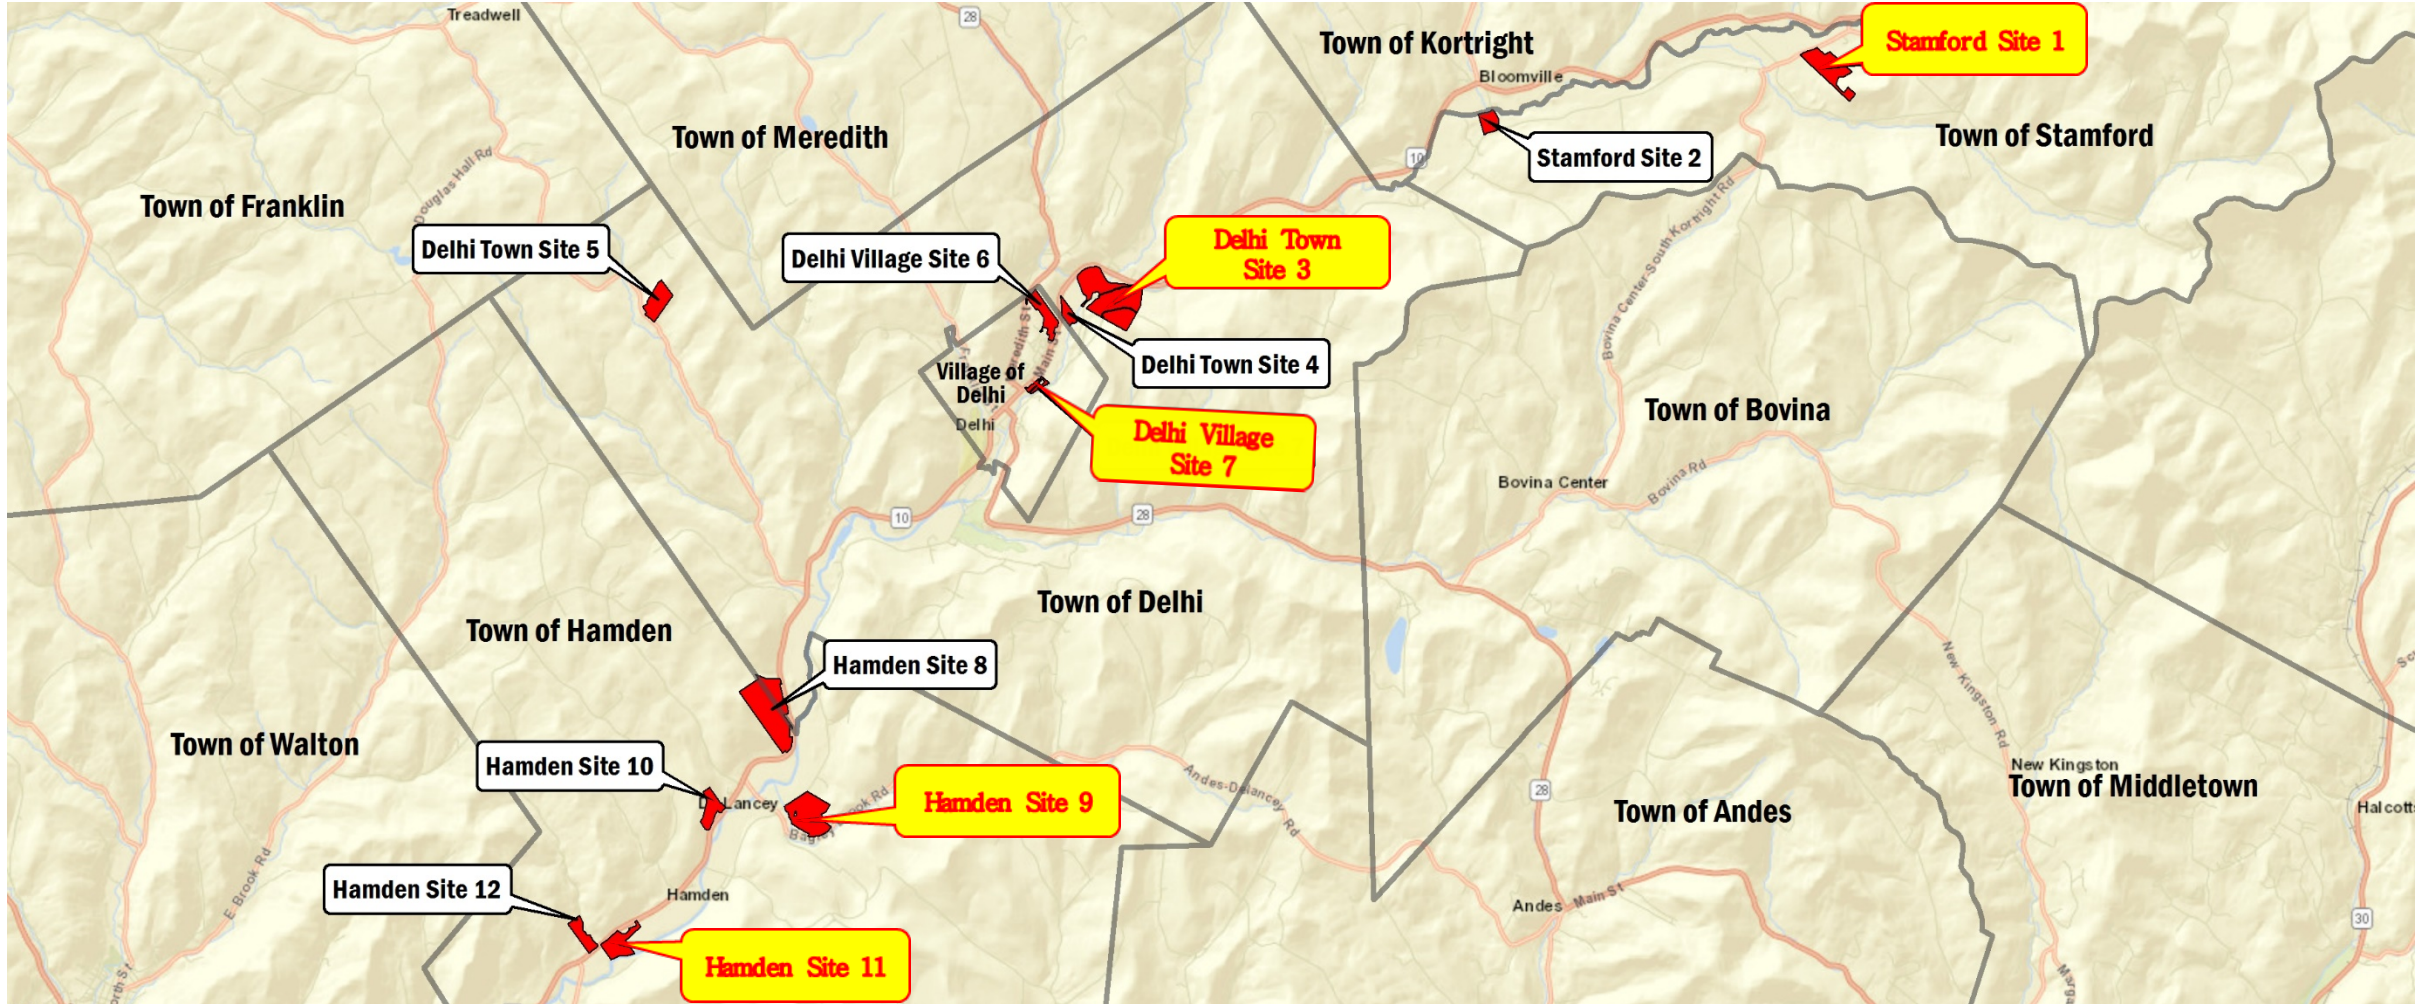 Treadwell
28
Town of Kortright
Bloomville
Stamford Site 1
Town of Meredith
Town of Stamford
10
Stamford Site 2
Douglas Hall Rd
Town of Franklin
Bovina Center-South Kortright Rd
Delhi Town Site 5
Delhi Village Site 6
Delhi Town
Site 3
Meredith St
Main St
Delhi Town Site 4
Village of
Delhi
Delhi
Town of Bovina
Delhi Village
Site 7
Bovina Center
Bovina Rd
10
28
Town of Delhi
Town of Hamden
Hamden Site 8
New Kingston Rd
Town of Walton
Hamden Site 10
Lancey
Andes-Delancey Rd
Hamden Site 9
28
New Kingston
Town of Middletown
Town of Andes
Halcott
E Brook Rd
Hamden Site 12
Hamden
Andes
Main St
30
Hamden Site 11